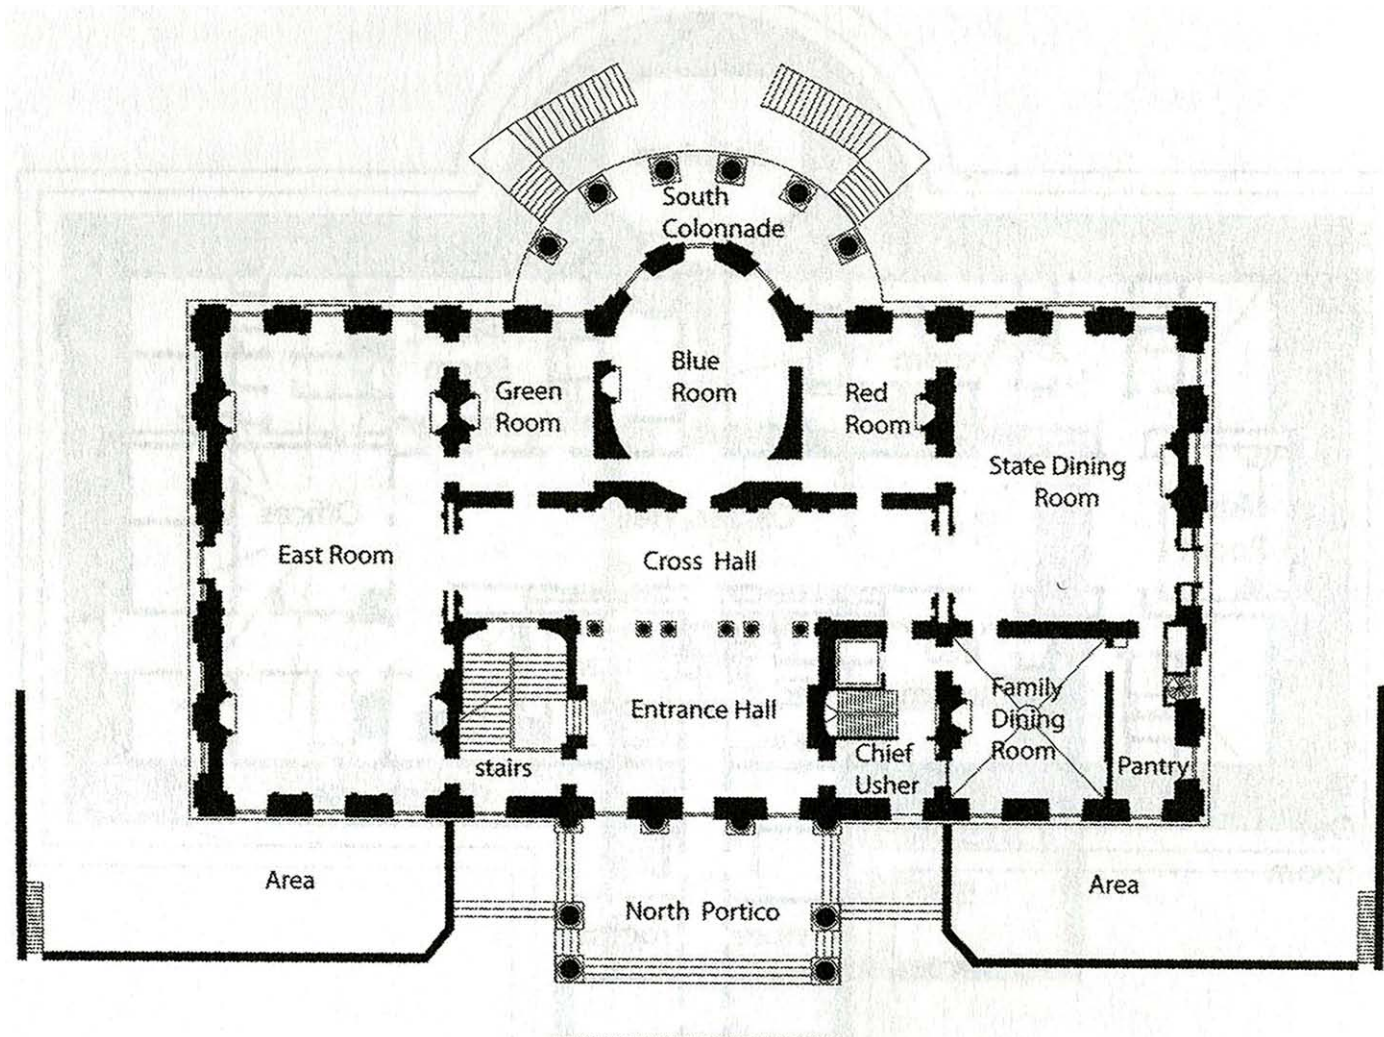 South
Colonnade
Blue
Room
Green
Room
Red
Room
State Dining
Room
East Room
Cross Hall
Family
Dining
Room
Entrance Hall
Chief
Usher
Pantry
stairs
Area
Area
North Portico